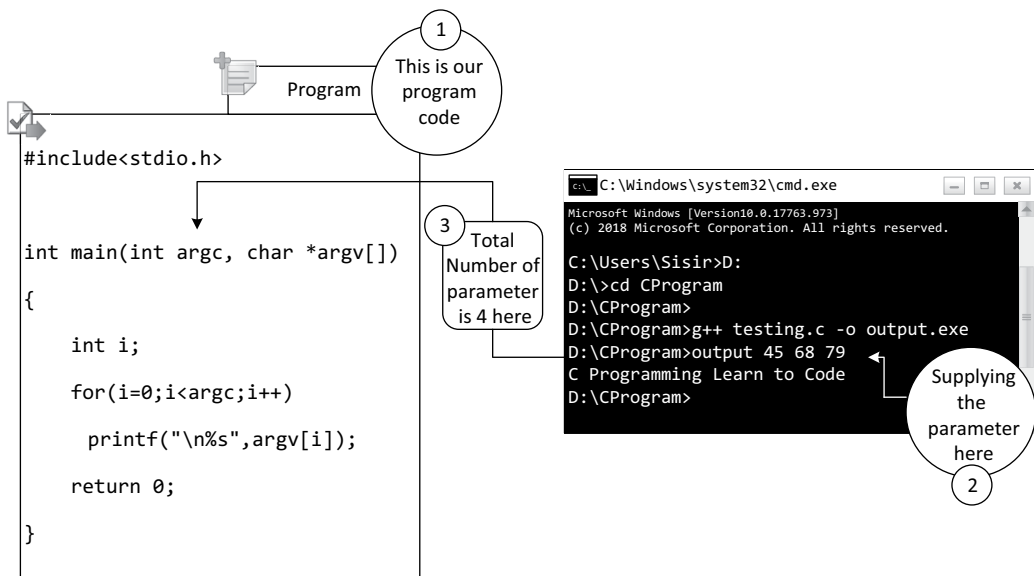 1
This is our
program
code
Program
#include<stdio.h>
int main(int argc, char *argv[])
{
int i;
for(i=0;i<argc;i++)
printf("\n%s",argv[i]);
return 0;
}
3
Total
Number of
parameter
is 4 here
C:\_ C:\Windows\system32\cmd.exe
Microsoft Windows [Version10.0.17763.973]
(c) 2018 Microsoft Corporation. All rights reserved.
C:\Users\Sisir>D:
D:\>cd CProgram
D:\CProgram>
D:\CProgram>g++ testing.c -o output.exe
D:\CProgram>output 45 68 79
C Programming Learn to Code
D:\CProgram>
Supplying
the
parameter
here
2